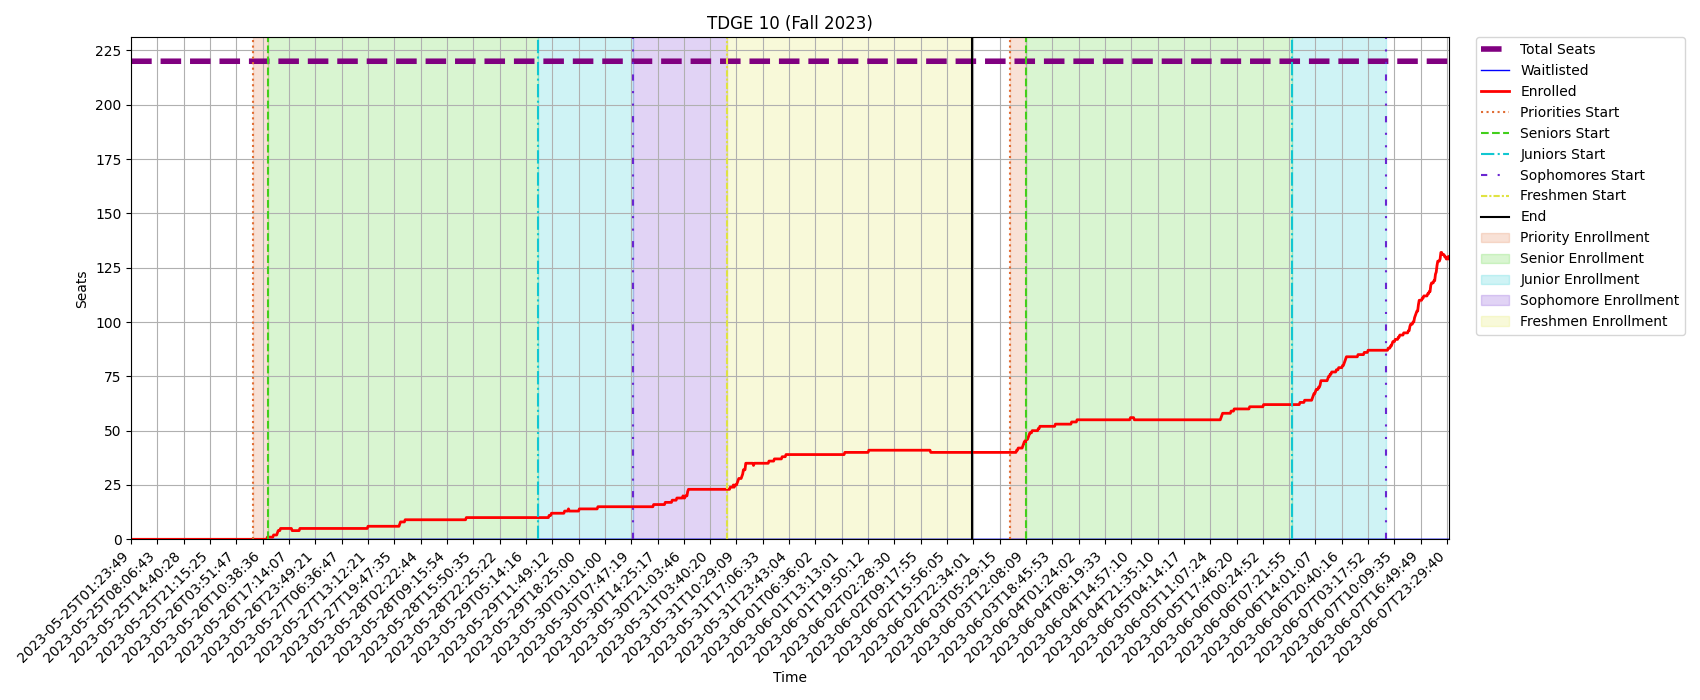 TDGE 10 (Fall 2023)
225
200
175
150
125
100
75
50
25
0
Seats
2023-05-25T01:23:49
2023-05-25T08:06:43
2023-05-25T14:40:28
2023-05-25T21:15:25
2023-05-26T03:51:47
2023-05-26T10:38:36
2023-05-26T17:14:07
2023-05-26T23:49:21
2023-05-27T06:36:47
2023-05-27T13:12:21
2023-05-27T19:47:35
2023-05-28T02:22:44
2023-05-28T09:15:54
2023-05-28T15:50:35
2023-05-28T22:25:22
2023-05-29T05:14:16
2023-05-29T11:49:12
2023-05-29T18:25:00
2023-05-30T01:01:00
2023-05-30T07:47:19
2023-05-30T14:25:17
2023-05-30T21:03:46
2023-05-31T03:40:20
2023-05-31T10:29:09
2023-05-31T17:06:33
2023-05-31T23:43:04
2023-06-01T06:36:02
2023-06-01T13:13:01
2023-06-01T19:50:12
2023-06-02T02:28:30
2023-06-02T09:17:55
2023-06-02T15:56:05
2023-06-02T22:34:01
2023-06-03T05:29:15
2023-06-03T12:08:09
2023-06-03T18:45:53
2023-06-04T01:24:02
2023-06-04T08:19:33
2023-06-04T14:57:10
2023-06-04T21:35:10
2023-06-05T04:14:17
2023-06-05T11:07:24
2023-06-05T17:46:20
2023-06-06T00:24:52
2023-06-06T07:21:55
2023-06-06T14:01:07
2023-06-06T20:40:16
2023-06-07T03:17:52
2023-06-07T10:09:35
2023-06-07T16:49:49
2023-06-07T23:29:40
Time
Total Seats
Waitlisted
Enrolled
Priorities Start
Seniors Start
Juniors Start
Sophomores Start
Freshmen Start
End
Priority Enrollment
Senior Enrollment
Junior Enrollment
Sophomore Enrollment
Freshmen Enrollment